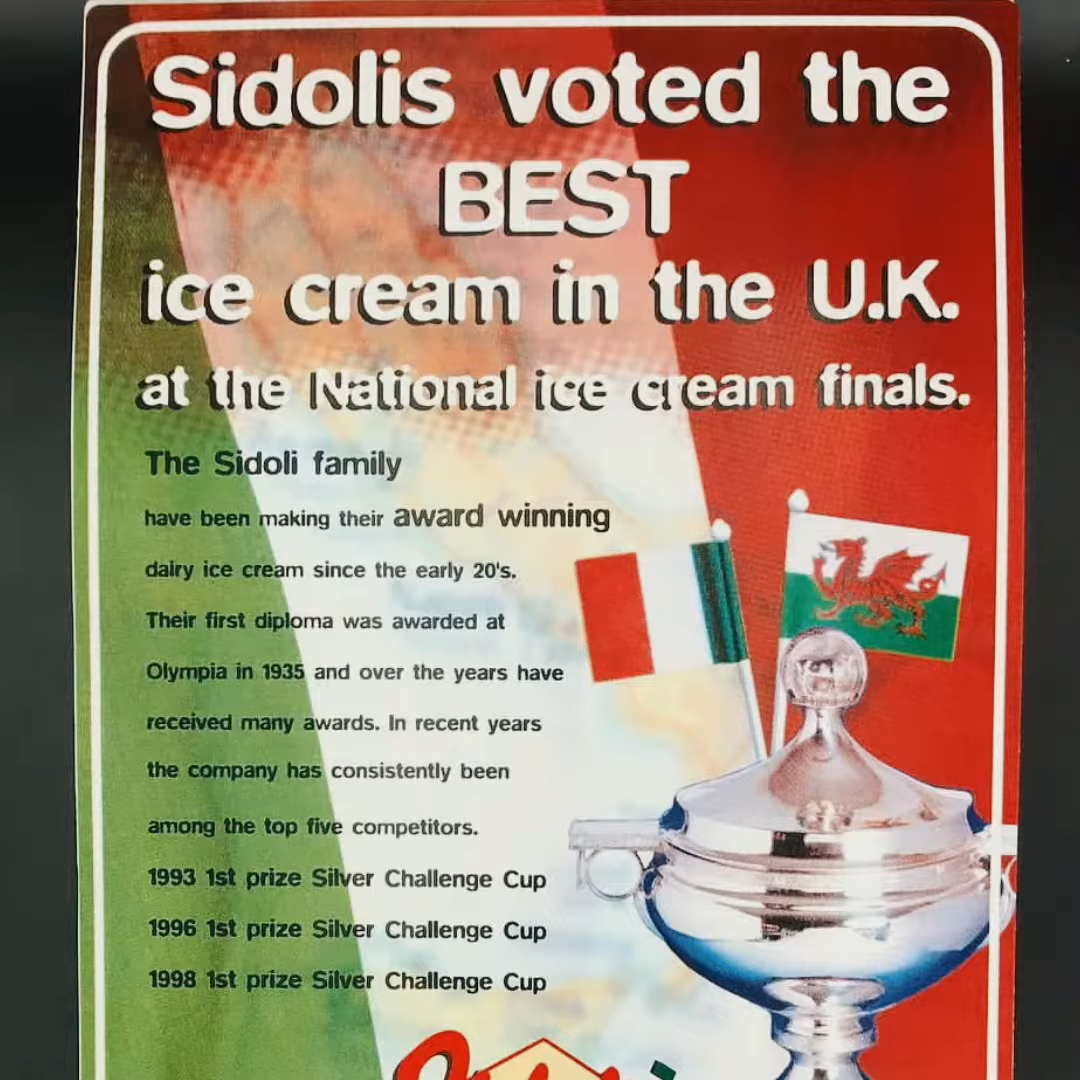 Sidolis voted the
BEST
ice cream in the U.K.
at the National ice cream finals.
The Sidoli family
have been making their award winning
dairy ice cream since the early 20's.
Their first diploma was awarded at
Olympia in 1935 and over the years have
received many awards. In recent years
the company has consistently been
among the top five competitors.
1993 1st prize Silver Challenge Cup
1996 1st prize Silver Challenge Cup
1998 1st prize Silver Challenge Cup